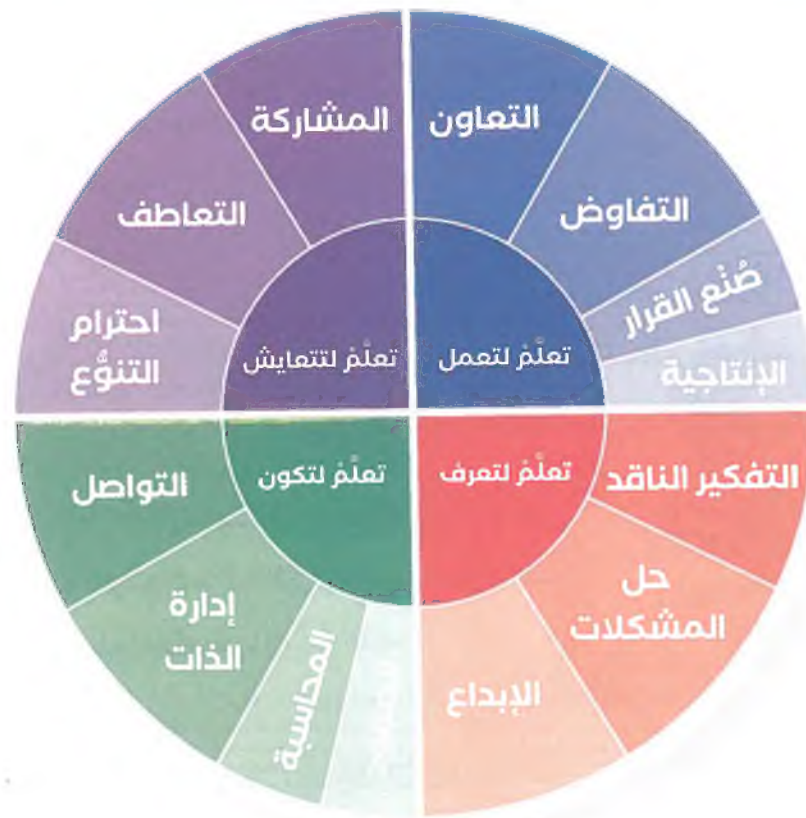 المشاركة
التعاون
التعاطف
التفاوض
صُنْع القرار
احترام
التنوُّع
الإنتاجية
تعلَّمْ لتتعايش
تعلَّمْ لتعمل
تعلَّمْ لتكون
تعلَّمْ لتعرف
التواصل
التفكير الناقد
إدارة
الذات
حل
المشكلات
المحاسبة
الإبداع